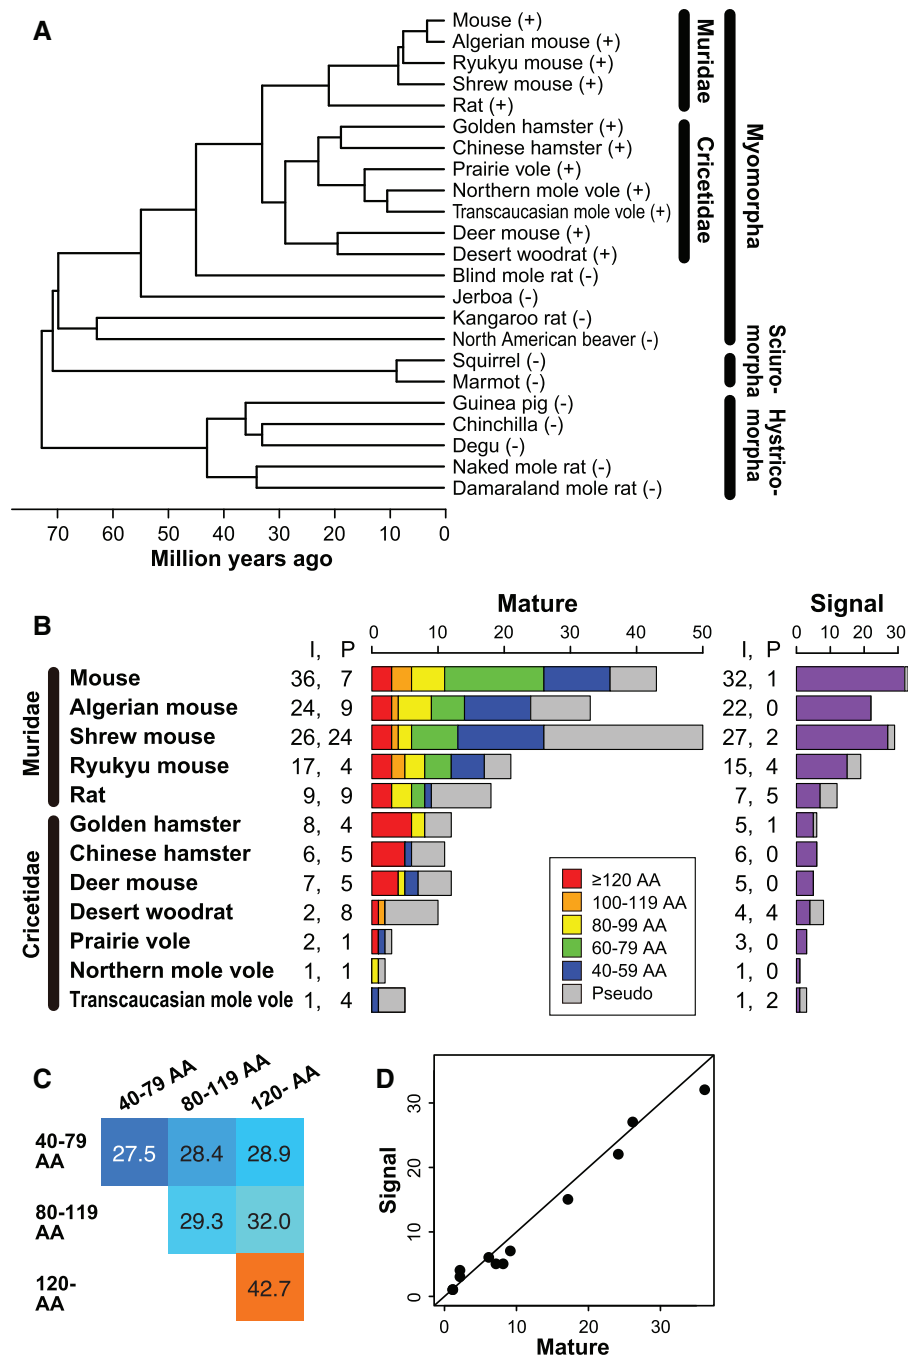 A
Mouse (+)
Algerian mouse (+)
Ryukyu mouse (+)
Shrew mouse (+)
Rat (+)
Golden hamster (+)
Chinese hamster (+)
Prairie vole (+)
Northern mole vole (+)
Transcaucasian mole vole (+)
Deer mouse (+)
Desert woodrat (+)
Blind mole rat (-)
Jerboa (-)
Kangaroo rat (-)
North American beaver (-)
Squirrel (-)
Marmot (-)
Guinea pig (-)
Chinchilla (-)
Degu (-)
Naked mole rat (-)
Damaraland mole rat (-)
Muridae
Cricetidae
Myomorpha
Sciuro-
morpha
Hystrico-
morpha
70 60 50 40 30 20 10 0
Million years ago
B
Mature
Signal
I, P
0 10 20 30 40 50
I, P
0 10 20 30
Muridae
Mouse 36, 7 32, 1
Algerian mouse 24, 9 22, 0
Shrew mouse 26, 24 27, 2
Ryukyu mouse 17, 4 15, 4
Rat 9, 9 7, 5
Cricetidae
Golden hamster 8, 4 5, 1
Chinese hamster 6, 5 6, 0
Deer mouse 7, 5 5, 0
Desert woodrat 2, 8 4, 4
Prairie vole 2, 1 3, 0
Northern mole vole 1, 1 1, 0
Transcaucasian mole vole 1, 4 1, 2
≥120 AA
100-119 AA
80-99 AA
60-79 AA
40-59 AA
Pseudo
C
40-79 AA
80-119 AA
120- AA
40-79
AA
27.5 28.4 28.9
80-119
AA
29.3 32.0
120-
AA
42.7
D
Signal
30
20
10
0
0 10 20 30
Mature